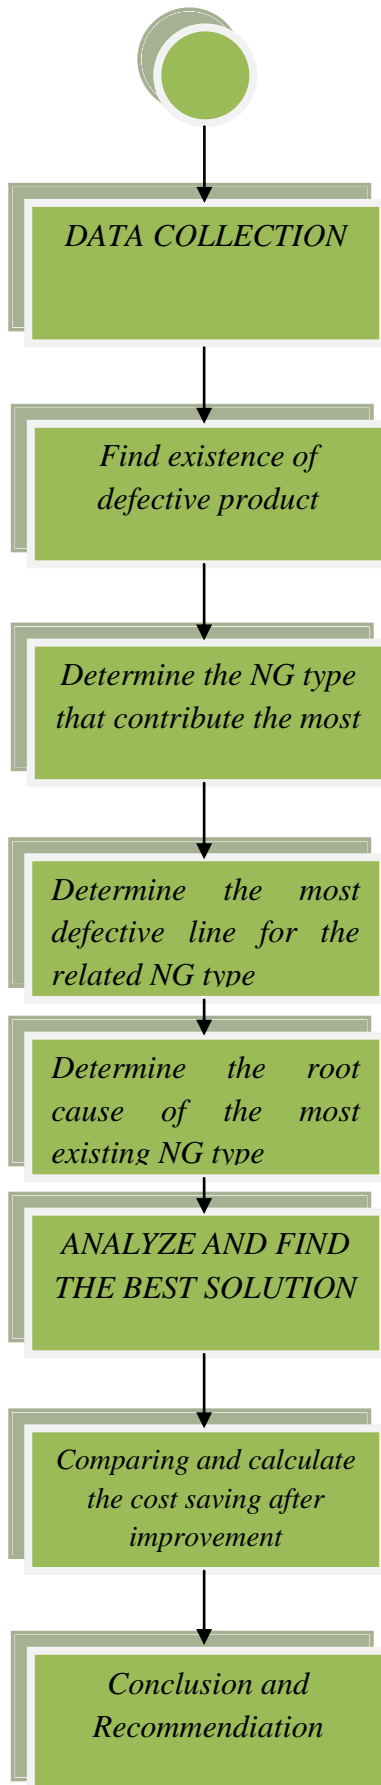 DATA COLLECTION
Find existence of
defective product
Determine the NG type
that contribute the most
Determine the most
defective line for the
related NG type
Determine the root
cause of the most
existing NG type
ANALYZE AND FIND
THE BEST SOLUTION
Comparing and calculate
the cost saving after
improvement
Conclusion and
Recommendiation